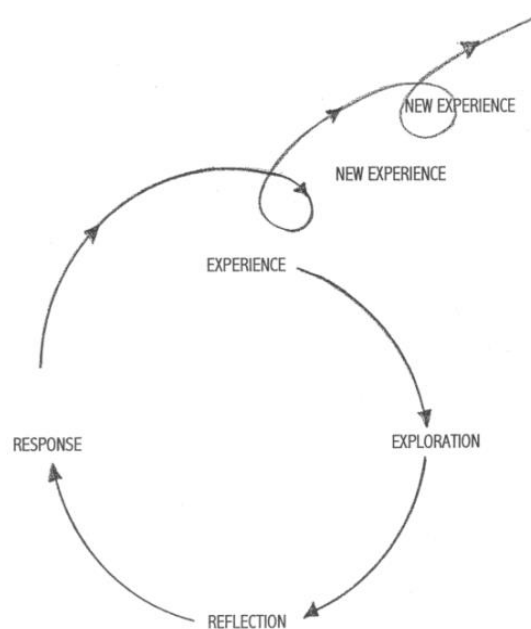 NEW EXPERIENCE
NEW EXPERIENCE
EXPERIENCE
RESPONSE
EXPLORATION
REFLECTION